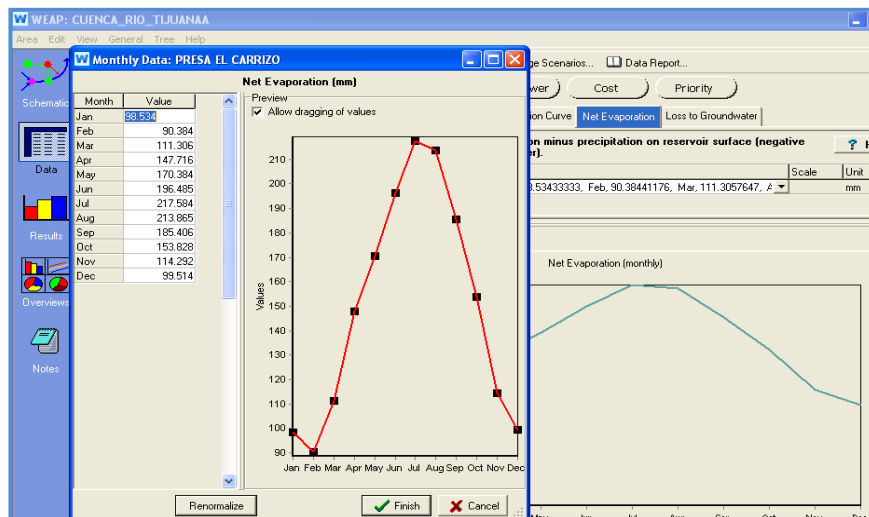 WEAP: CUENCA_RIO_TIJUANAA
Area Edit View General Tree Help
Schematic
Data
Results
Overviews
Notes
Monthly Data: PRESA EL CARRIZO
Net Evaporation (mm)
Month Value
Jan 98.534
Feb 90.384
Mar 111.306
Apr 147.716
May 170.384
Jun 196.485
Jul 217.584
Aug 213.865
Sep 185.406
Oct 153.828
Nov 114.292
Dec 99.514
Preview
Allow dragging of values
Values
210
200
190
180
170
160
150
140
130
120
110
100
90
Jan Feb Mar Apr May Jun Jul Aug Sep Oct Nov Dec
Renormalize
Finish
Cancel
ge Scenarios... Data Report...
wer Cost Priority
ion Curve Net Evaporation Loss to Groundwater
on minus precipitation on reservoir surface (negative
er).
? H
Scale Unit
8.53433333, Feb, 90.38441176, Mar, 111.3057647, A mm
Net Evaporation (monthly)